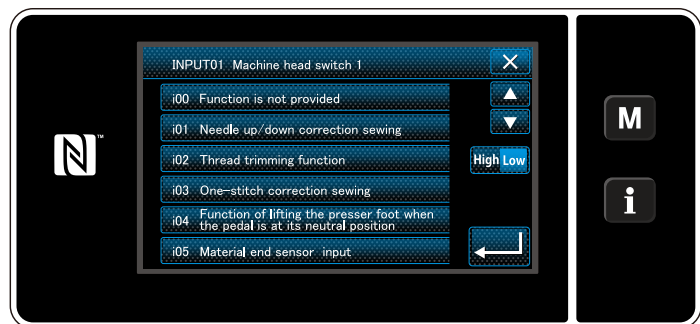 INPUT01 Machine head switch 1
i00 Function is not provided
i01 Needle up/down correction sewing
i02 Thread trimming function
High Low
i03 One-stitch correction sewing
i04 Function of lifting the presser foot when
the pedal is at its neutral position
i05 Material end sensor input
N™
M
i